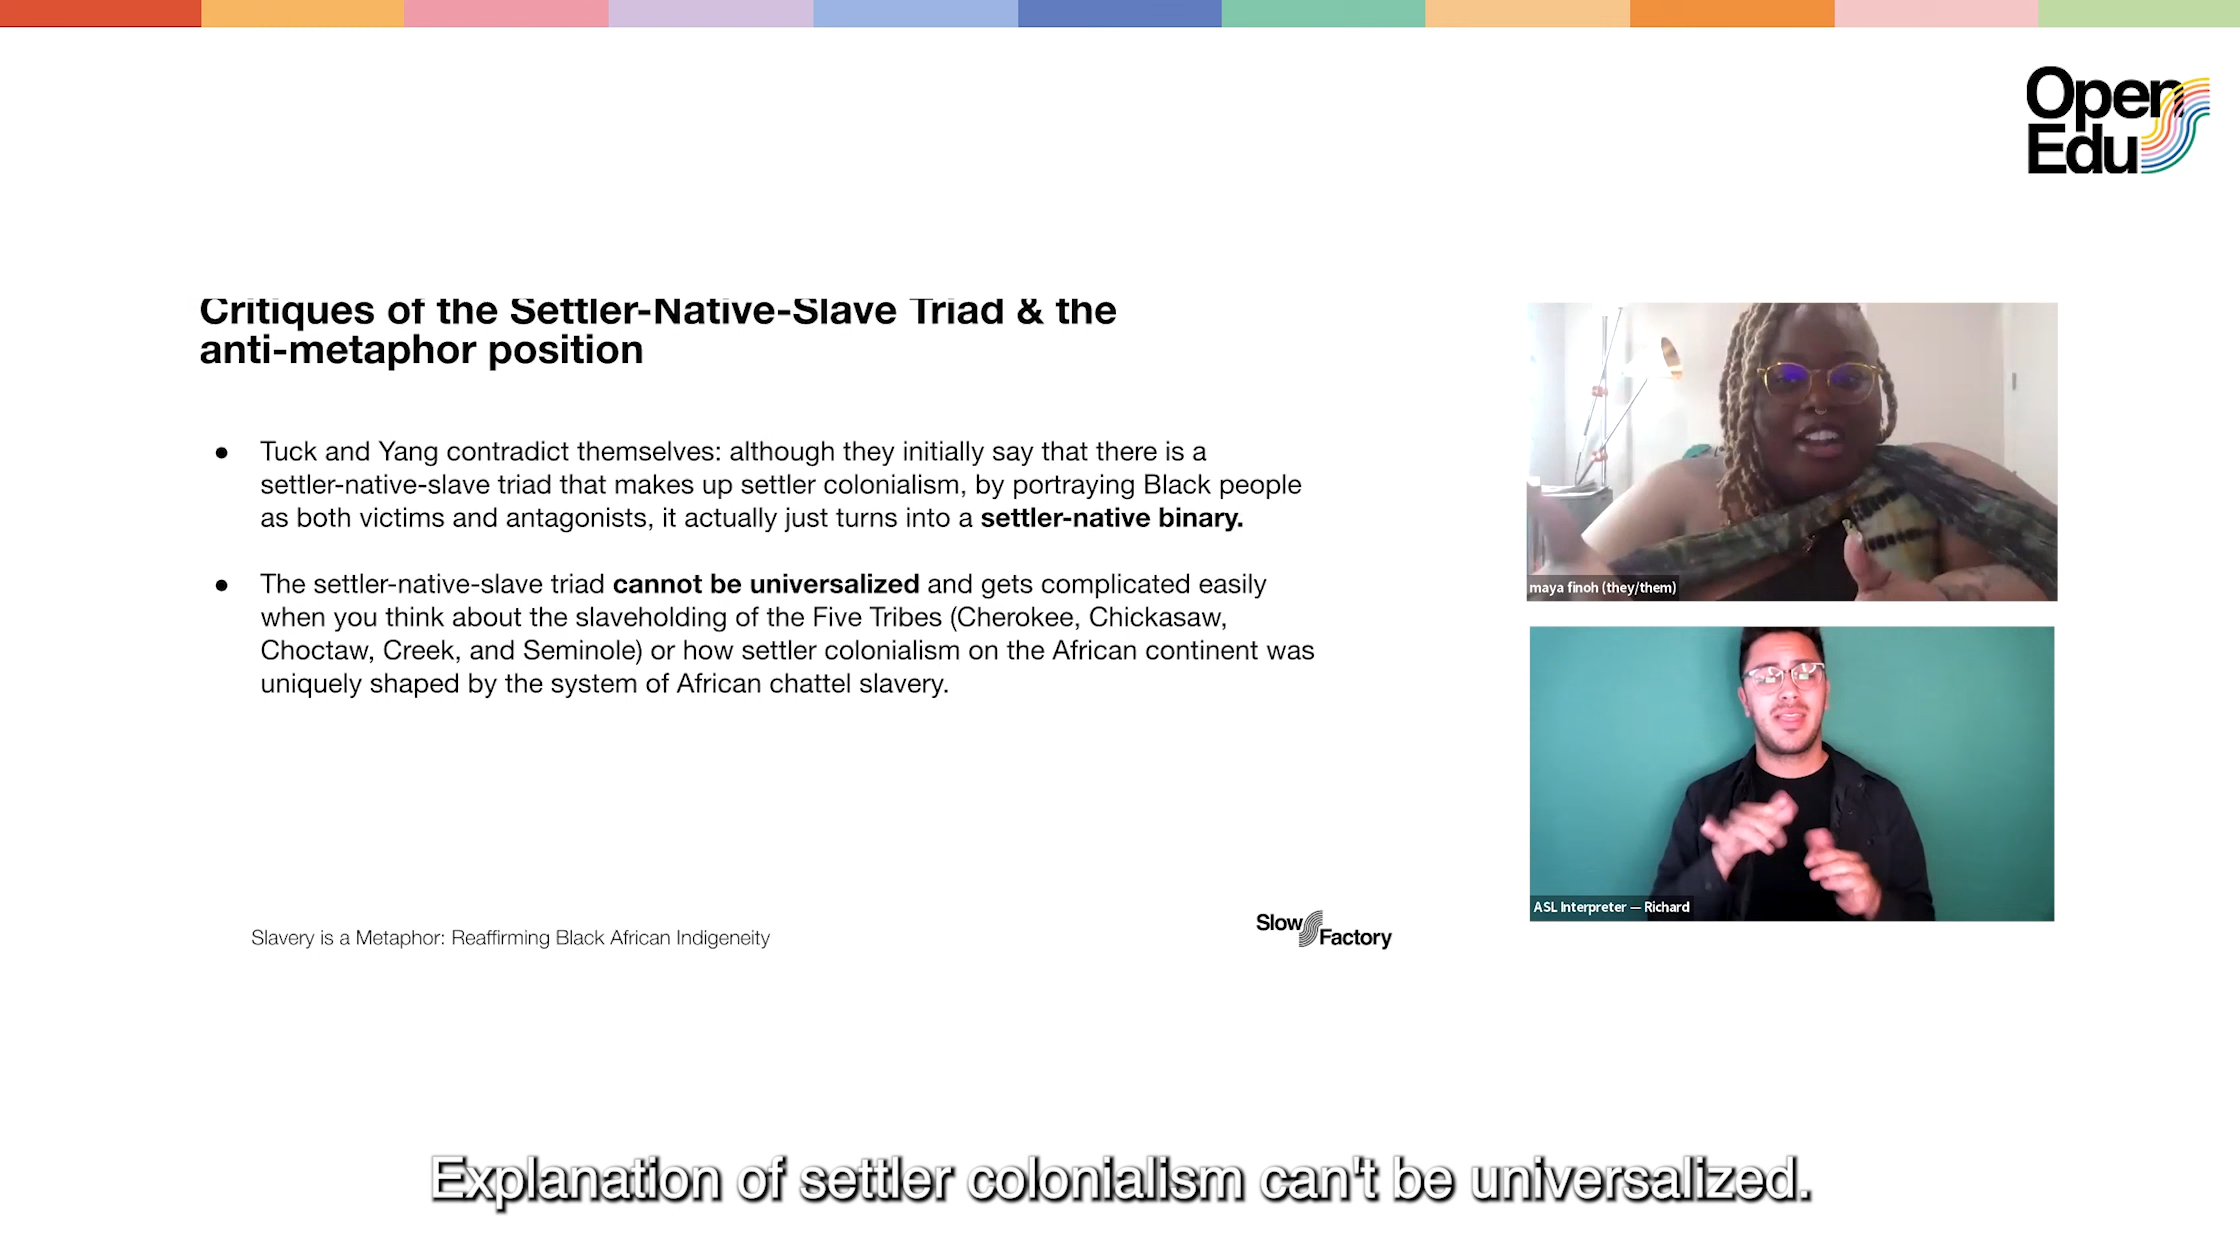 Open
Edu
Critiques of the Settler-Native-Slave Triad & the
anti-metaphor position
● Tuck and Yang contradict themselves: although they initially say that there is a
settler-native-slave triad that makes up settler colonialism, by portraying Black people
as both victims and antagonists, it actually just turns into a settler-native binary.
● The settler-native-slave triad cannot be universalized and gets complicated easily
when you think about the slaveholding of the Five Tribes (Cherokee, Chickasaw,
Choctaw, Creek, and Seminole) or how settler colonialism on the African continent was
uniquely shaped by the system of African chattel slavery.
Slavery is a Metaphor: Reaffirming Black African Indigeneity
Slow Factory
maya finoh (they/them)
ASL Interpreter — Richard
Explanation of settler colonialism can't be universalized.